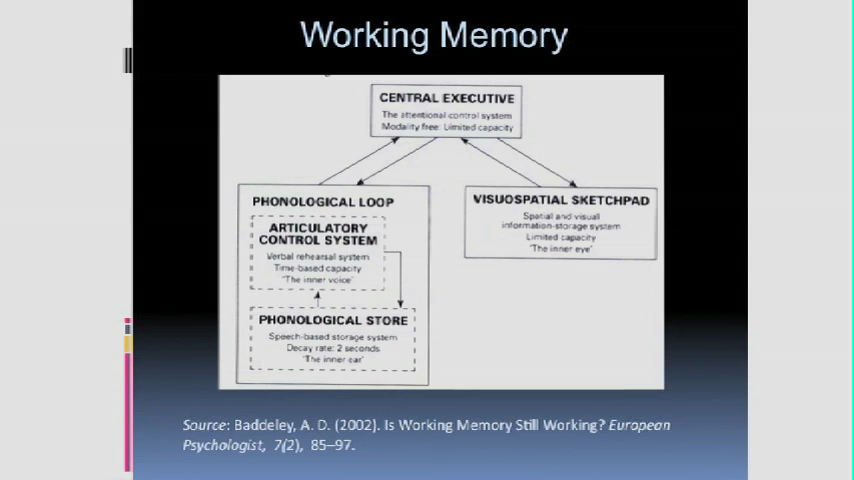 Working Memory
CENTRAL EXECUTIVE
The attentional control system
Modality free: Limited capacity
PHONOLOGICAL LOOP
ARTICULATORY
CONTROL SYSTEM
Verbal rehearsal system
Time-based capacity
'The inner voice'
PHONOLOGICAL STORE
Speech-based storage system
Decay rate: 2 seconds
'The inner ear'
VISUOSPATIAL SKETCHPAD
Spatial and visual
information-storage system
Limited capacity
'The inner eye'
Source: Baddeley, A. D. (2002). Is Working Memory Still Working? European
Psychologist, 7(2), 85–97.